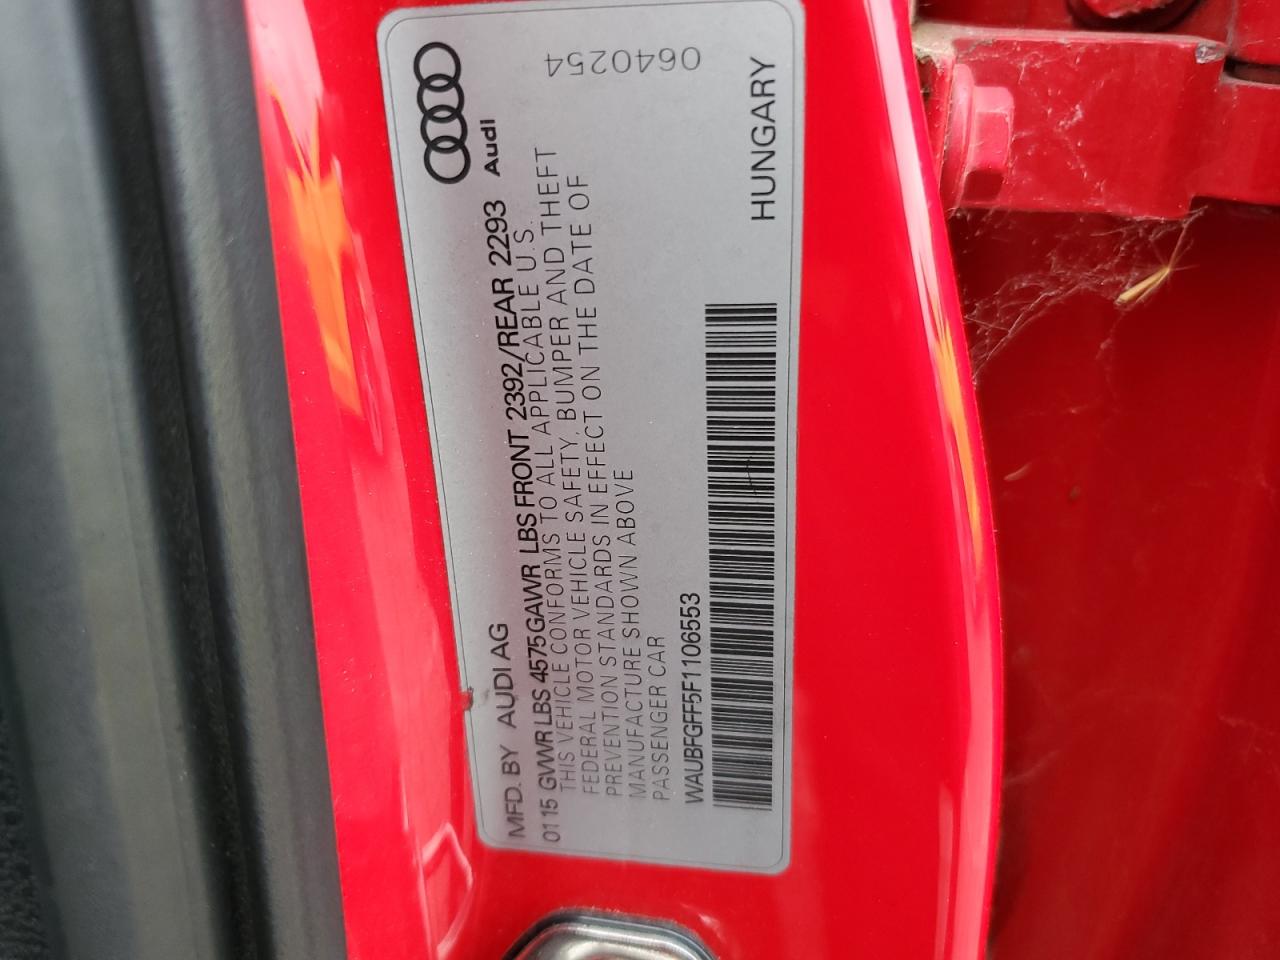 MFD. BY AUDI AG
0115 GVWR LBS 4575 GAWR LBS FRONT 2392/REAR 2293
THIS VEHICLE CONFORMS TO ALL APPLICABLE U.S.
FEDERAL MOTOR VEHICLE SAFETY, BUMPER AND THEFT
PREVENTION STANDARDS IN EFFECT ON THE DATE OF
MANUFACTURE SHOWN ABOVE
PASSENGER CAR
WAUBFGFF5F1106553
Audi
HUNGARY
0640254